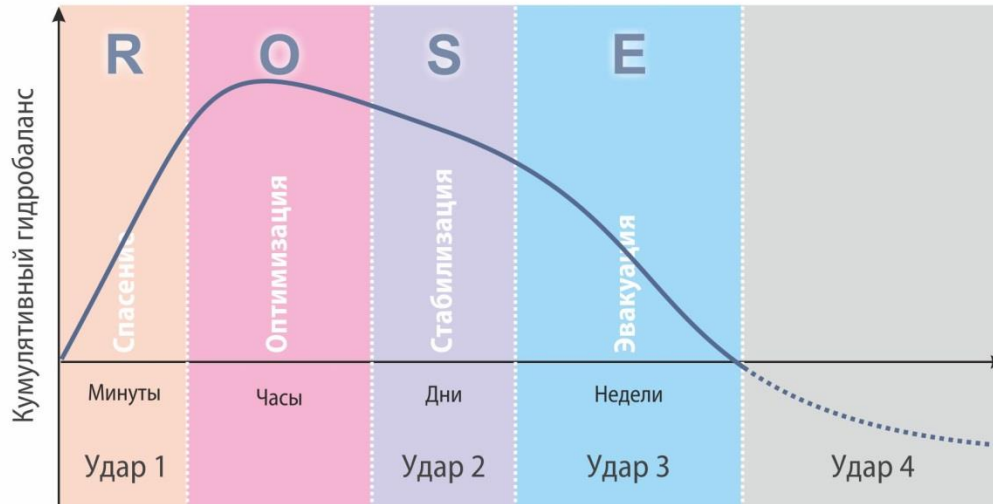 R O S E
Кумулятивный гидробаланс
Спасение
Оптимизация
Стабилизация
Эвакуация
Минуты Часы Дни Недели
Удар 1 Удар 2 Удар 3 Удар 4